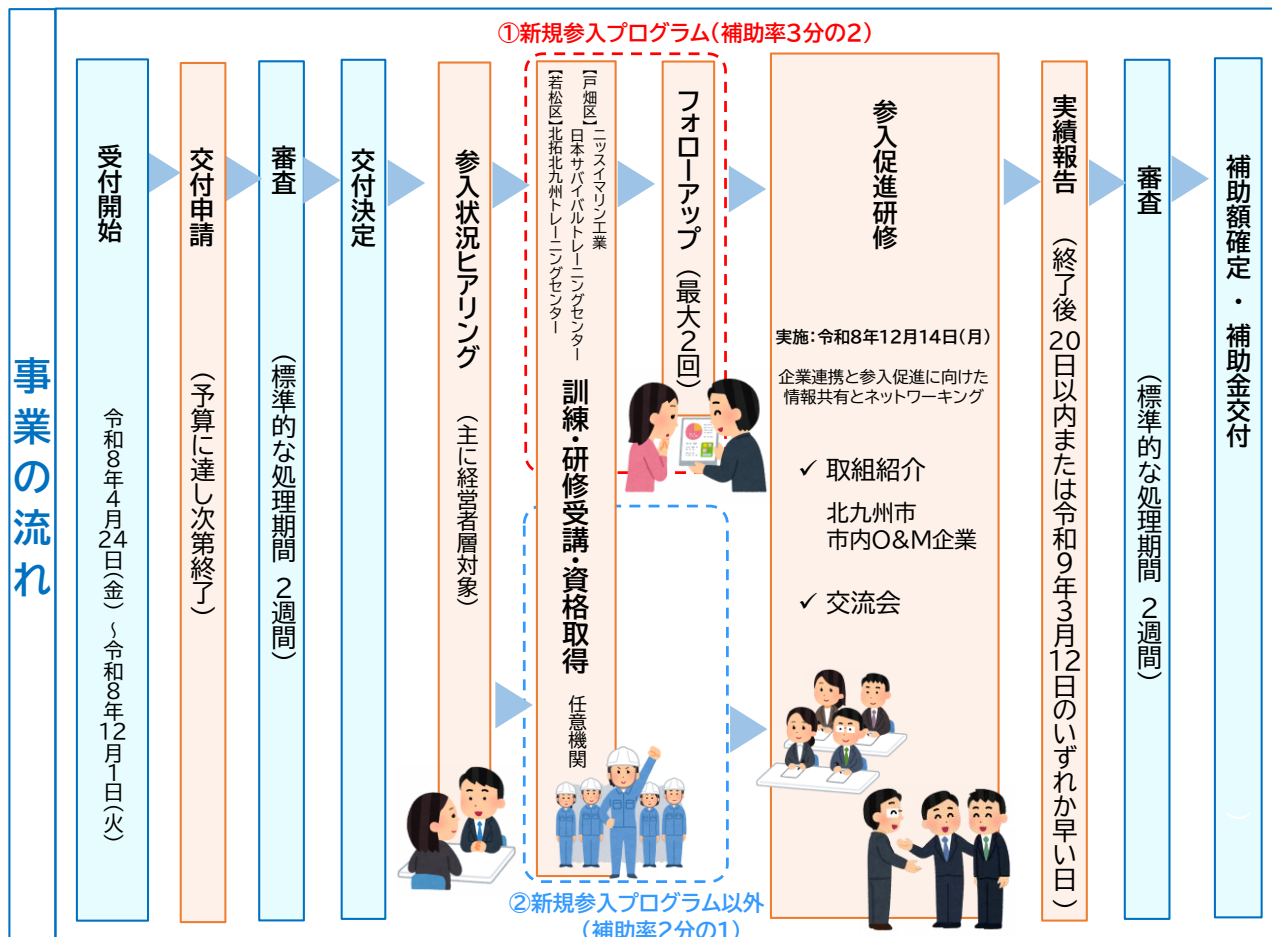 事業の流れ
受付開始
令和8年4月24日(金)～令和8年12月1日(火)
交付申請
(予算に達し次第終了)
審査
(標準的な処理期間 2週間)
交付決定
参入状況ヒアリング
(主に経営者層対象)
①新規参入プログラム(補助率3分の2)
【戸畑区】ニッスイマリン工業
日本サバイバルトレーニングセンター
【若松区】北拓北九州トレーニングセンター
訓練・研修受講・資格取得
任意機関
フォローアップ
(最大2回)
②新規参入プログラム以外
(補助率2分の1)
参入促進研修
実施:令和8年12月14日(月)
企業連携と参入促進に向けた
情報共有とネットワーキング
✓ 取組紹介
北九州市
市内O&M企業
✓ 交流会
実績報告
(終了後 20日以内または令和9年3月12日のいずれか早い日)
審査
(標準的な処理期間 2週間)
補助額確定・補助金交付